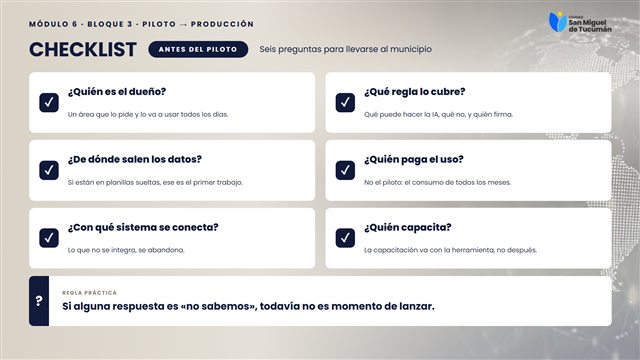 MÓDULO 6 · BLOQUE 3 · PILOTO → PRODUCCIÓN
CIUDAD
San Miguel
de Tucumán
CHECKLIST
ANTES DEL PILOTO
Seis preguntas para llevarse al municipio
¿Quién es el dueño?
Un área que lo pide y lo va a usar todos los días.
¿Qué regla lo cubre?
Qué puede hacer la IA, qué no, y quién firma.
¿De dónde salen los datos?
Si están en planillas sueltas, ese es el primer trabajo.
¿Quién paga el uso?
No el piloto: el consumo de todos los meses.
¿Con qué sistema se conecta?
Lo que no se integra, se abandona.
¿Quién capacita?
La capacitación va con la herramienta, no después.
?
REGLA PRÁCTICA
Si alguna respuesta es «no sabemos», todavía no es momento de lanzar.